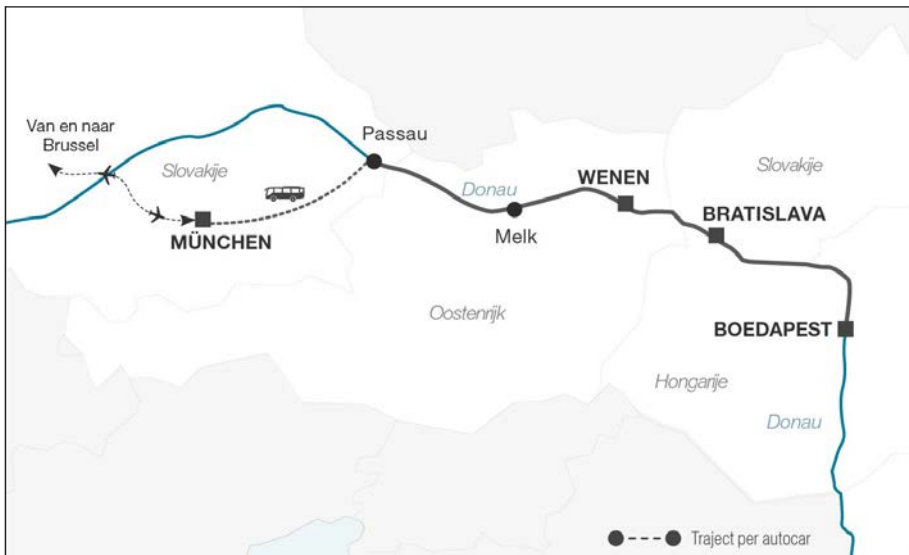 Van en naar
Brussel
Slovakije
MÜNCHEN
Passau
Donau
Melk
WENEN
Slovakije
BRATISLAVA
Oostenrijk
BOEDAPEST
Hongarije
Donau
Traject per autocar